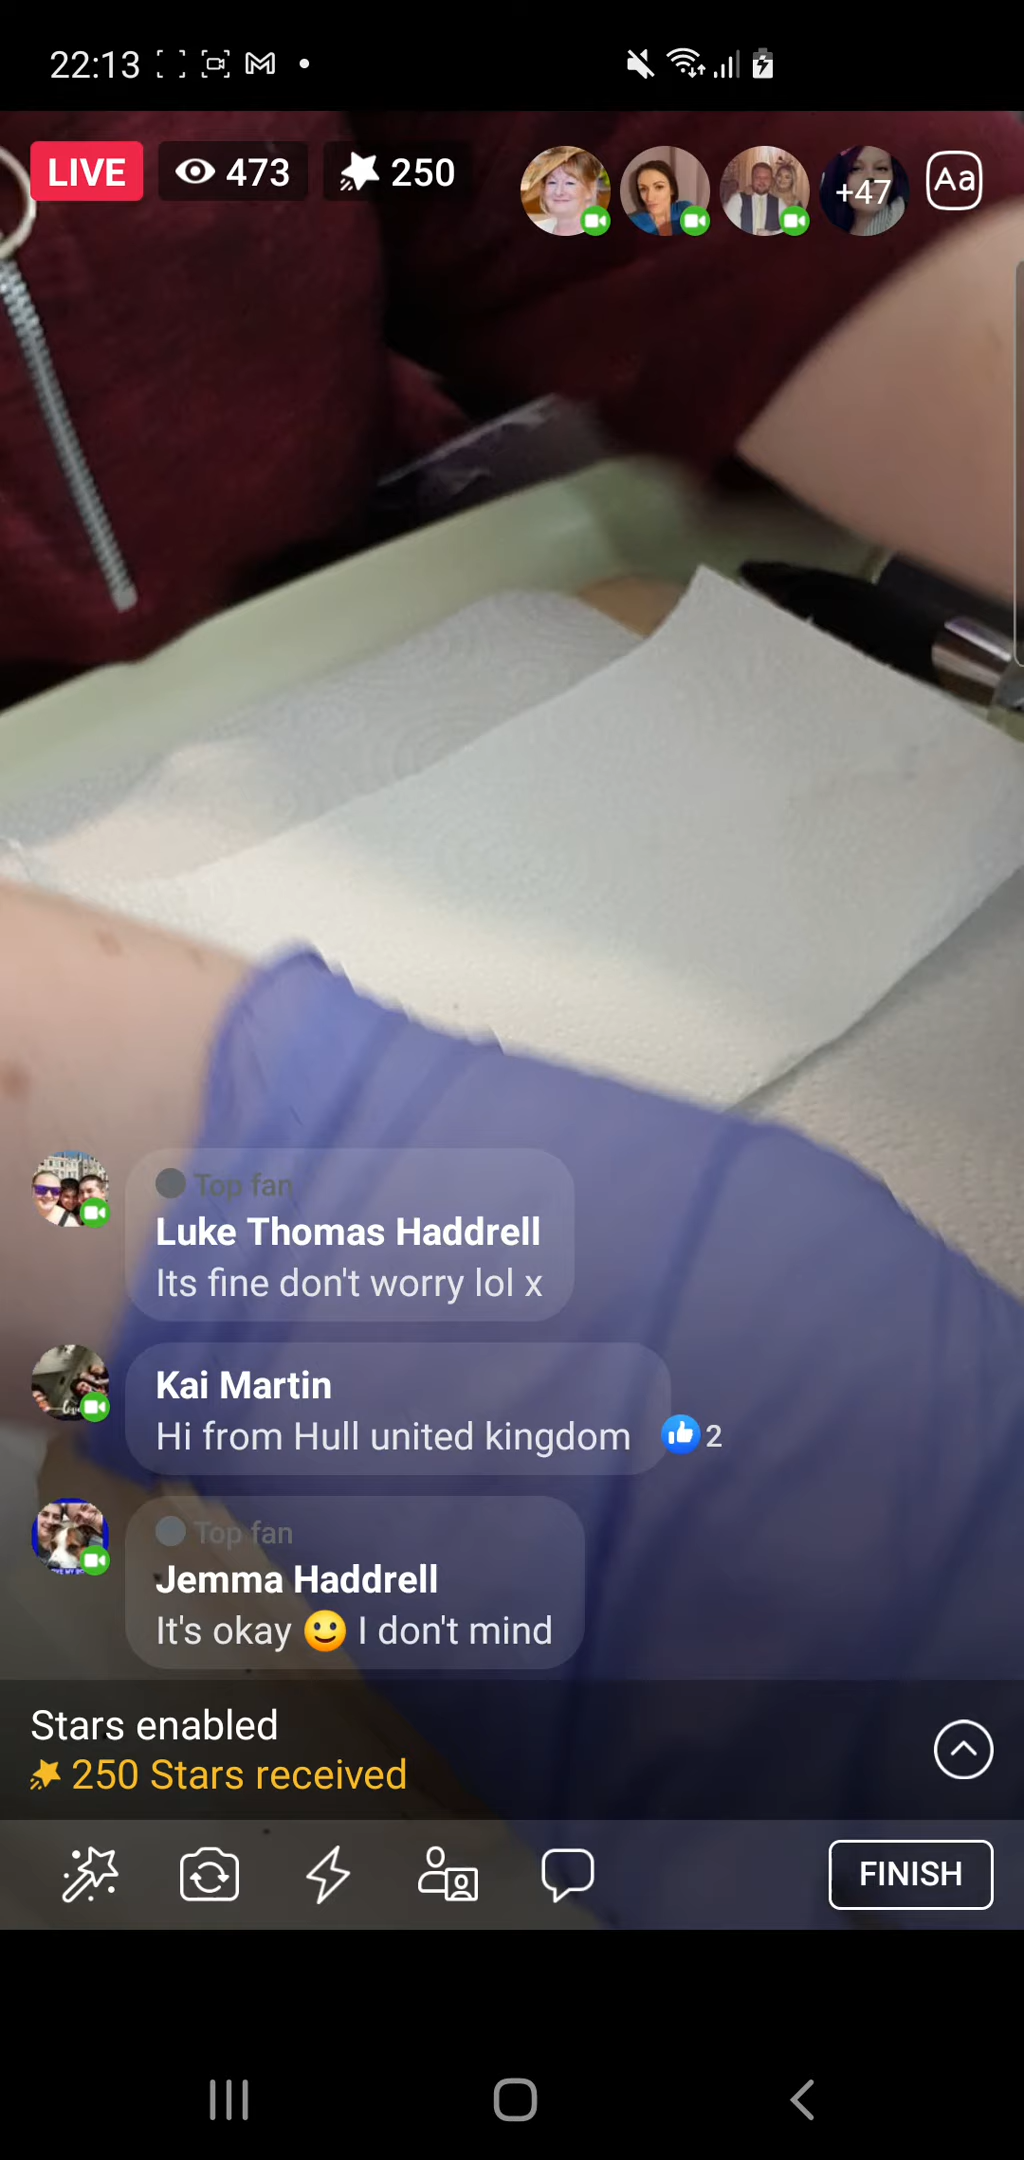 22:13
LIVE 473 250 +47 Aa
Top fan
Luke Thomas Haddrell
Its fine don't worry lol x
Kai Martin
Hi from Hull united kingdom 2
Top fan
Jemma Haddrell
It's okay 🙂 I don't mind
Stars enabled
250 Stars received
FINISH